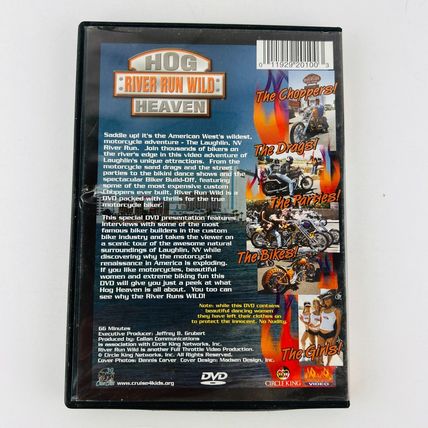 HOG
RIVER RUN WILD
HEAVEN
0 11929 20100 3
Saddle up! it's the American West's wildest
motorcycle adventure - The Laughlin, NV
River Run. Join thousands of bikers on
the river's edge in this video adventure of
Laughlin's unique attractions. From the
motorcycle sand drags and the street
parties to the bikini dance shows and the
spectacular Biker Build-Off, featuring
some of the most expensive custom
Choppers ever built, River Run Wild is a
DVD packed with thrills for the true
motorcycle biker.
This special DVD presentation features
interviews with some of the most
famous biker builders in the custom
bike industry and takes the viewer on
a scenic tour of the awesome natural
surroundings of Laughlin, NV while
discovering why the motorcycle
renaissance in America is exploding.
If you like motorcycles, beautiful
women and extreme biking fun this
DVD will give you just a peek at what
Hog Heaven is all about. You too can
see why the River Runs WILD!
The Choppers!
The Drags!
The Parties!
The Bikes!
The Girls!
Note: while this DVD contains
beautiful dancing women
they have left their clothes on
to protect the innocent. No Nudity.
66 Minutes
Executive Producer: Jeffrng B. Grubert
Produced by: Callan Communications
in association with Circle King Networks, Inc.
River Run Wild is another Full Throttle Video Production.
© Circle King Networks, Inc. All Rights Reserved.
Cover Photos: Dennis Carver Cover Design: Madsen Design, Inc.
www.cruise4kids.org
DVD
CIRCLE KING
VIDEO